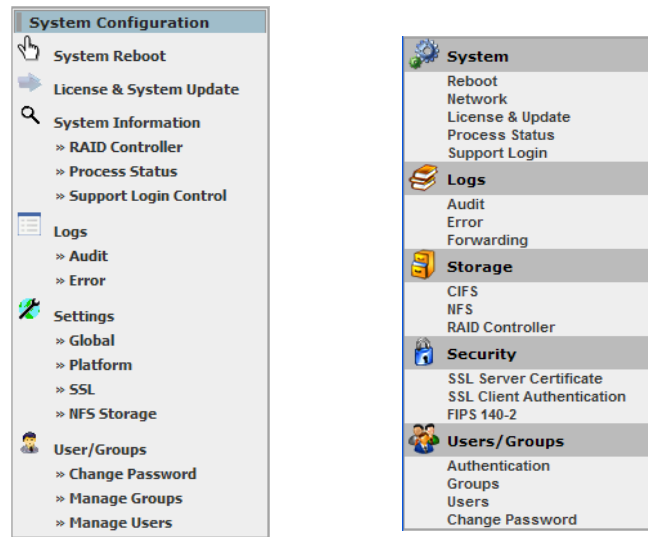 System Configuration
System Reboot
License & System Update
System Information
» RAID Controller
» Process Status
» Support Login Control
Logs
» Audit
» Error
Settings
» Global
» Platform
» SSL
» NFS Storage
User/Groups
» Change Password
» Manage Groups
» Manage Users
System
Reboot
Network
License & Update
Process Status
Support Login
Logs
Audit
Error
Forwarding
Storage
CIFS
NFS
RAID Controller
Security
SSL Server Certificate
SSL Client Authentication
FIPS 140-2
Users/Groups
Authentication
Groups
Users
Change Password